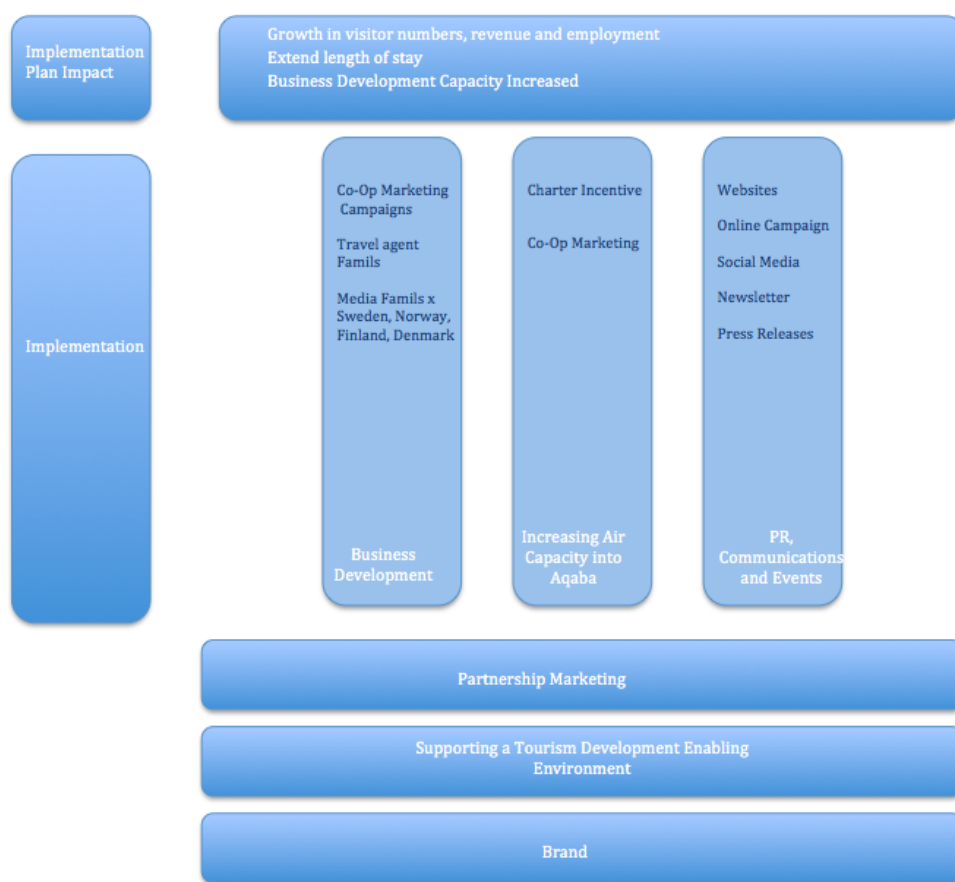 Implementation
Plan Impact
Growth in visitor numbers, revenue and employment
Extend length of stay
Business Development Capacity Increased
Implementation
Co-Op Marketing
Campaigns
Travel agent
Famils
Media Famils x
Sweden, Norway,
Finland, Denmark
Business
Development
Charter Incentive
Co-Op Marketing
Increasing Air
Capacity into
Aqaba
Websites
Online Campaign
Social Media
Newsletter
Press Releases
PR,
Communications
and Events
Partnership Marketing
Supporting a Tourism Development Enabling
Environment
Brand